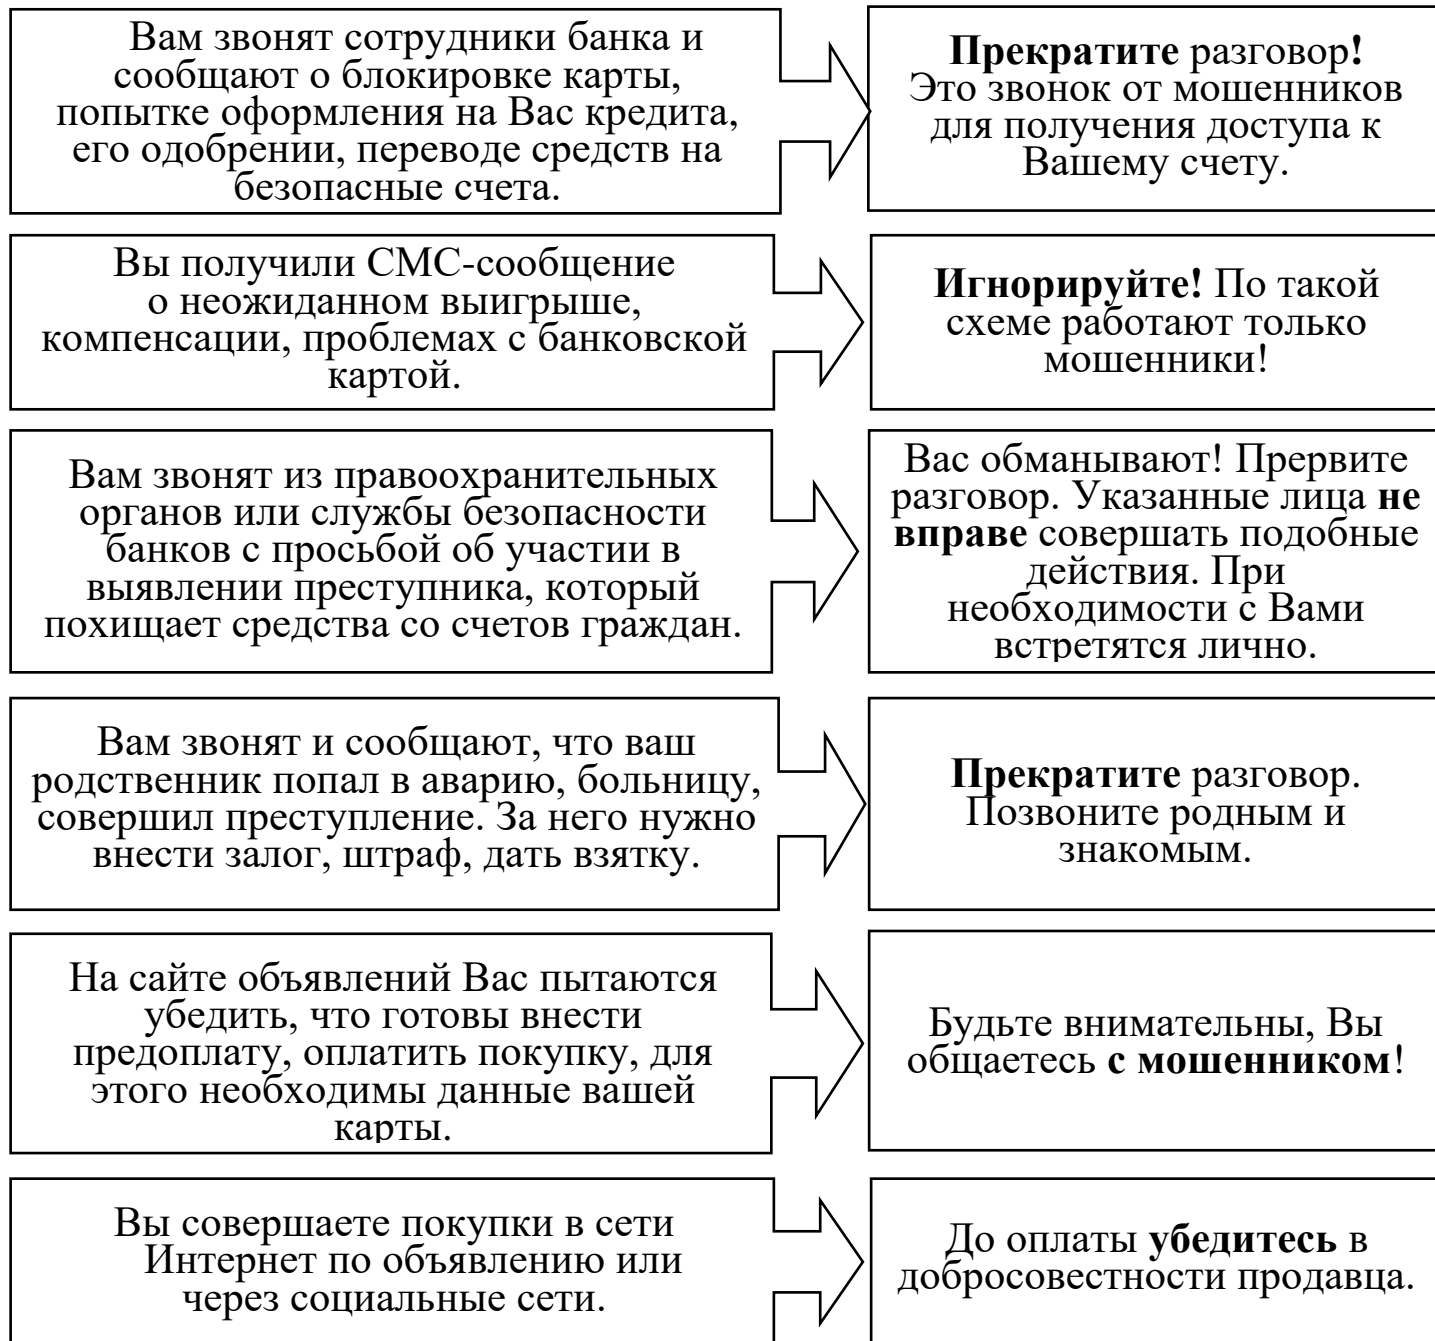 Вам звонят сотрудники банка и
сообщают о блокировке карты,
попытке оформления на Вас кредита,
его одобрении, переводе средств на
безопасные счета.
Прекратите разговор!
Это звонок от мошенников
для получения доступа к
Вашему счету.
Вы получили СМС-сообщение
о неожиданном выигрыше,
компенсации, проблемах с банковской
картой.
Игнорируйте! По такой
схеме работают только
мошенники!
Вам звонят из правоохранительных
органов или службы безопасности
банков с просьбой об участии в
выявлении преступника, который
похищает средства со счетов граждан.
Вас обманывают! Прервите
разговор. Указанные лица не
вправе совершать подобные
действия. При
необходимости с Вами
встретятся лично.
Вам звонят и сообщают, что ваш
родственник попал в аварию, больницу,
совершил преступление. За него нужно
внести залог, штраф, дать взятку.
Прекратите разговор.
Позвоните родным и
знакомым.
На сайте объявлений Вас пытаются
убедить, что готовы внести
предоплату, оплатить покупку, для
этого необходимы данные вашей
карты.
Будьте внимательны, Вы
общаетесь с мошенником!
Вы совершаете покупки в сети
Интернет по объявлению или
через социальные сети.
До оплаты убедитесь в
добросовестности продавца.